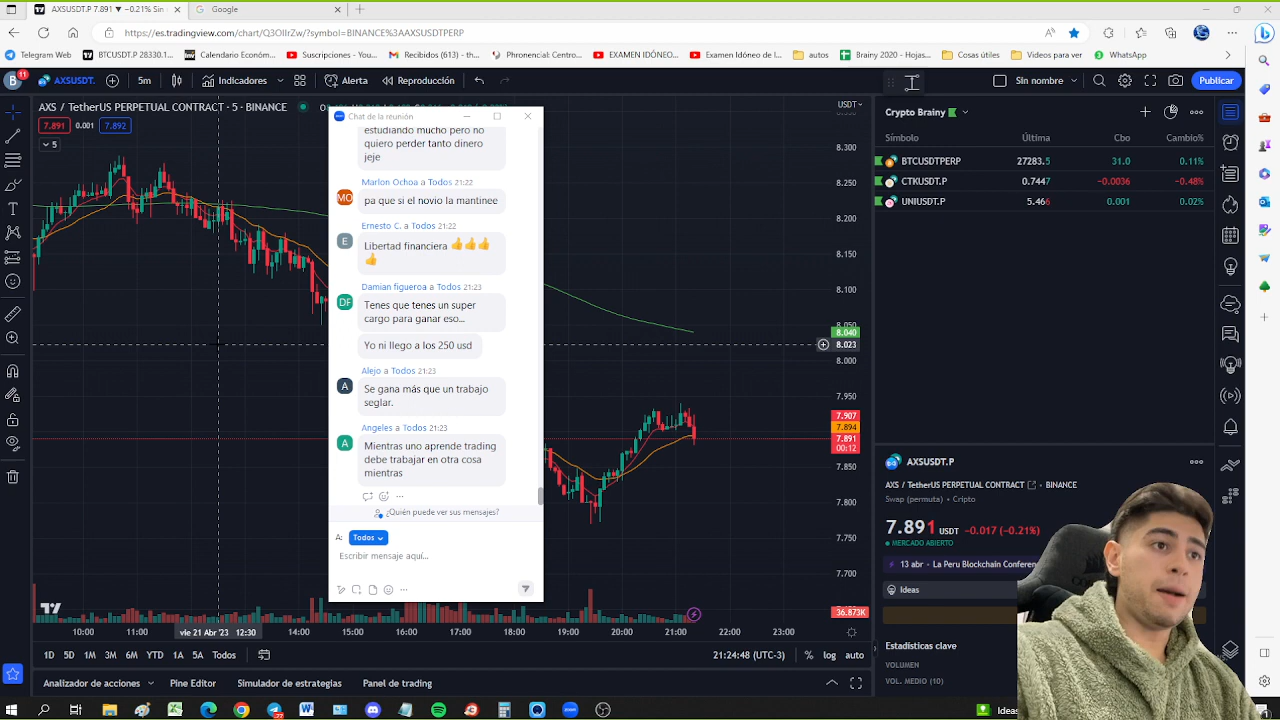 AXSUSDT.P 7.891 ▼ −0.21% Sin
Google
https://es.tradingview.com/chart/Q3OIIrZw/?symbol=BINANCE%3AAXSUSDTPERP
Telegram Web
BTCUSDT.P 28330.1
Calendario Económ...
Suscripciones - You...
Recibidos (613) - th...
Phronencial: Centro...
EXAMEN IDÓNEO...
Examen Idóneo de l...
autos
Brainy 2020 - Hojas...
Cosas útiles
Videos para ver
WhatsApp
B
11
AXSUSDT.
5m
Indicadores
Alerta
Reproducción
Sin nombre
Publicar
AXS / TetherUS PERPETUAL CONTRACT · 5 · BINANCE
7.891
0.001
7.892
5
USDT
8.300
8.250
8.200
8.150
8.100
8.050
8.040
8.023
8.000
7.950
7.907
7.894
7.891
00:12
7.850
7.800
7.750
7.700
36.873K
10:00
11:00
vie 21 Abr '23 12:30
14:00
15:00
16:00
17:00
18:00
19:00
20:00
21:00
22:00
23:00
1D
5D
1M
3M
6M
YTD
1A
5A
Todos
21:24:48 (UTC-3)
%
log
auto
Analizador de acciones
Pine Editor
Simulador de estrategias
Panel de trading
Chat de la reunión
estudiando mucho pero no
quiero perder tanto dinero
jeje
Marlon Ochoa a Todos 21:22
MO
pa que si el novio la mantinee
Ernesto C. a Todos 21:22
E
Libertad financiera 👍👍👍
👍
Damian figueroa a Todos 21:23
DF
Tenes que tenes un super
cargo para ganar eso...
Yo ni llego a los 250 usd
Alejo a Todos 21:23
A
Se gana más que un trabajo
seglar.
Angeles a Todos 21:23
A
Mientras uno aprende trading
debe trabajar en otra cosa
mientras
¿Quién puede ver sus mensajes?
A:
Todos
Escribir mensaje aquí...
Crypto Brainy
Símbolo
Última
Cbo
Cambio%
BTCUSDTPERP 27283.5 31.0 0.11%
CTKUSDT.P 0.7447 −0.0036 −0.48%
UNIUSDT.P 5.466 0.001 0.02%
AXSUSDT.P
AXS / TetherUS PERPETUAL CONTRACT
BINANCE
Swap (permuta) • Cripto
7.891 USDT −0.017 (−0.21%)
MERCADO ABIERTO
13 abr - La Peru Blockchain Conferen
Ideas
Estadísticas clave
VOLUMEN
VOL. MEDIO (10)
Ideas